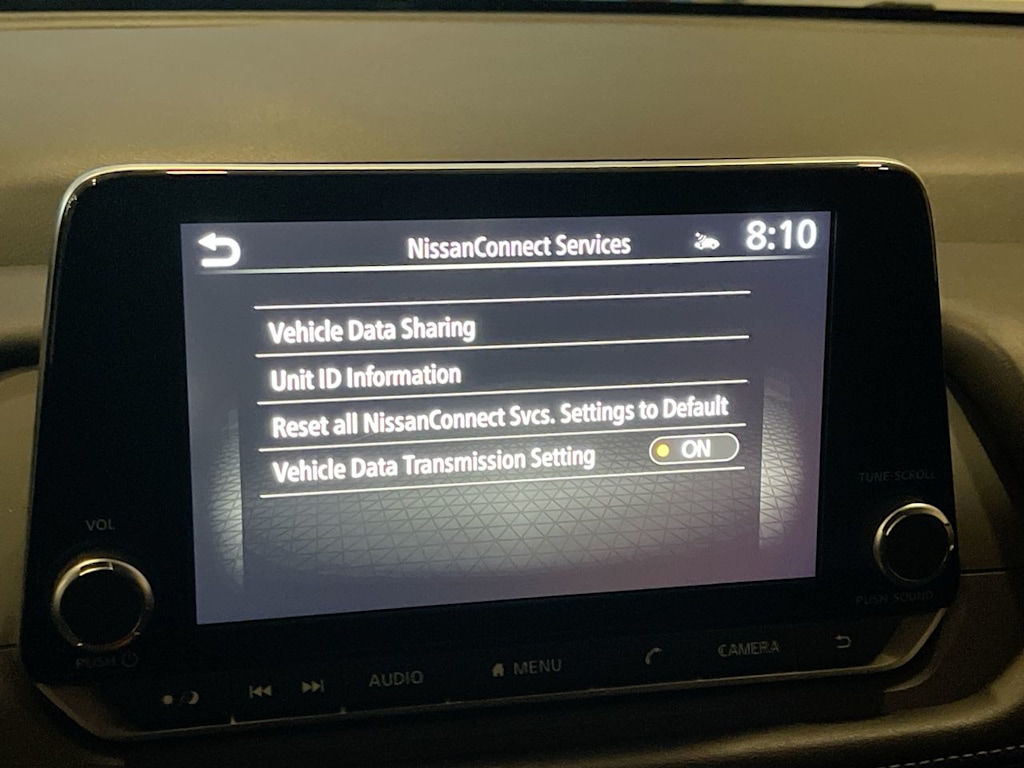 NissanConnect Services
8:10
Vehicle Data Sharing
Unit ID Information
Reset all NissanConnect Svcs. Settings to Default
Vehicle Data Transmission Setting ON
VOL
TUNE·SCROLL
PUSH
PUSH SOUND
AUDIO
MENU
CAMERA